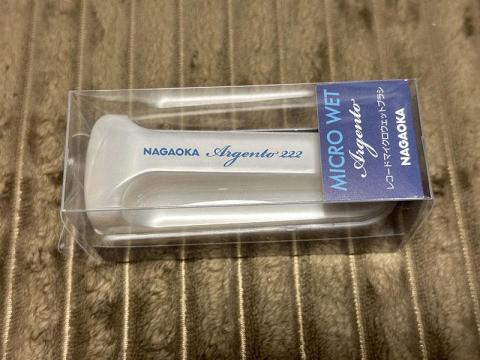 NAGAOKA Argento 222
MICRO WET
Argento
レコードマイクロウエットブラシ
NAGAOKA